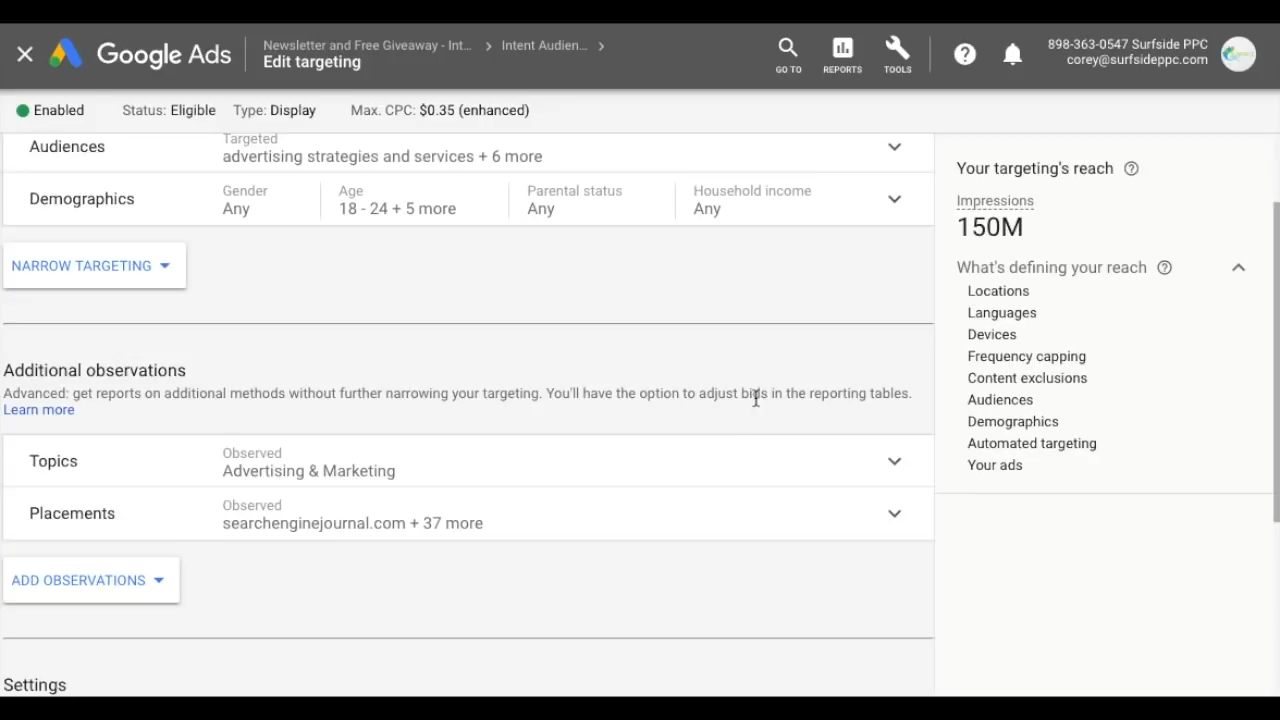 Google Ads
Newsletter and Free Giveaway - Int... > Intent Audien... >
Edit targeting
GO TO
REPORTS
TOOLS
898-363-0547 Surfside PPC
corey@surfsideppc.com
Enabled
Status: Eligible
Type: Display
Max. CPC: $0.35 (enhanced)
Audiences
Targeted
advertising strategies and services + 6 more
Demographics
Gender
Any
Age
18 - 24 + 5 more
Parental status
Any
Household income
Any
NARROW TARGETING
Additional observations
Advanced: get reports on additional methods without further narrowing your targeting. You'll have the option to adjust bids in the reporting tables.
Learn more
Topics
Observed
Advertising & Marketing
Placements
Observed
searchenginejournal.com + 37 more
ADD OBSERVATIONS
Settings
Your targeting's reach
Impressions
150M
What's defining your reach
Locations
Languages
Devices
Frequency capping
Content exclusions
Audiences
Demographics
Automated targeting
Your ads